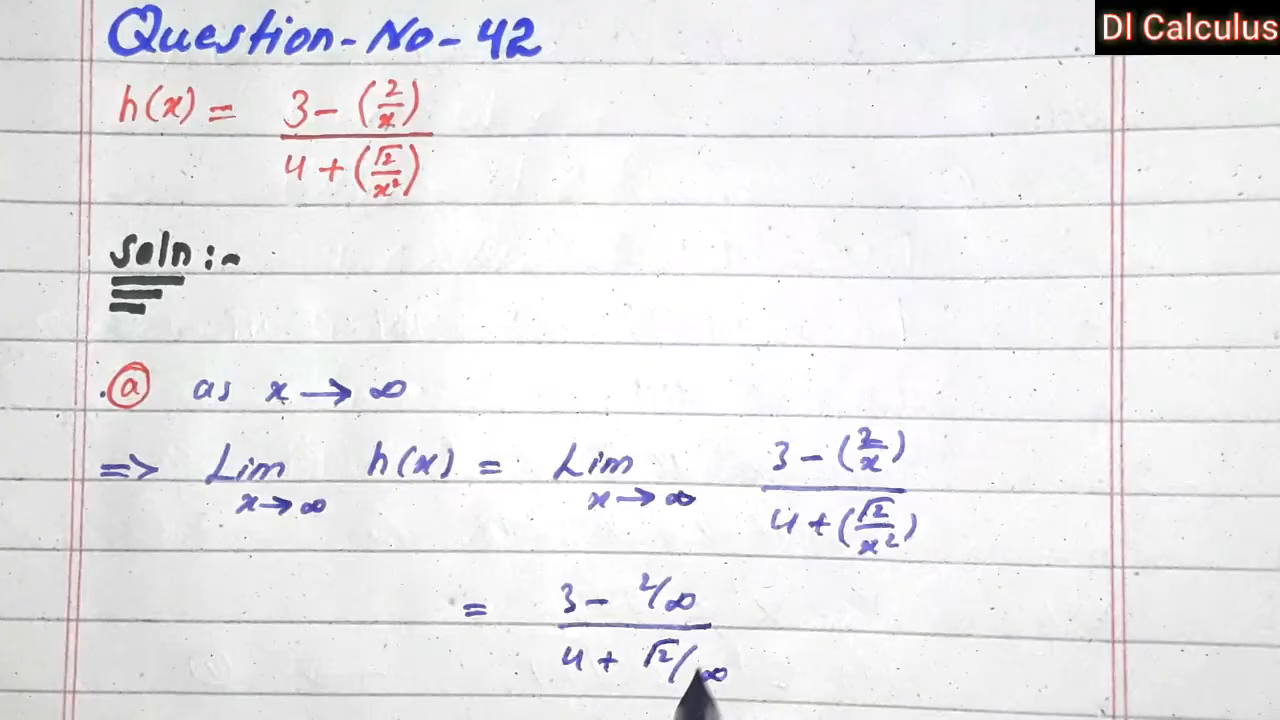 DI Calculus
Question-No-42
h(x) = 3 - (2/x) / 4 + (√2/x²)
Soln :-
(a) as x → ∞
=> Lim x→∞ h(x) = Lim x→∞ 3 - (2/x) / 4 + (√2/x²)
= 3 - 2/∞ / 4 + √2/∞